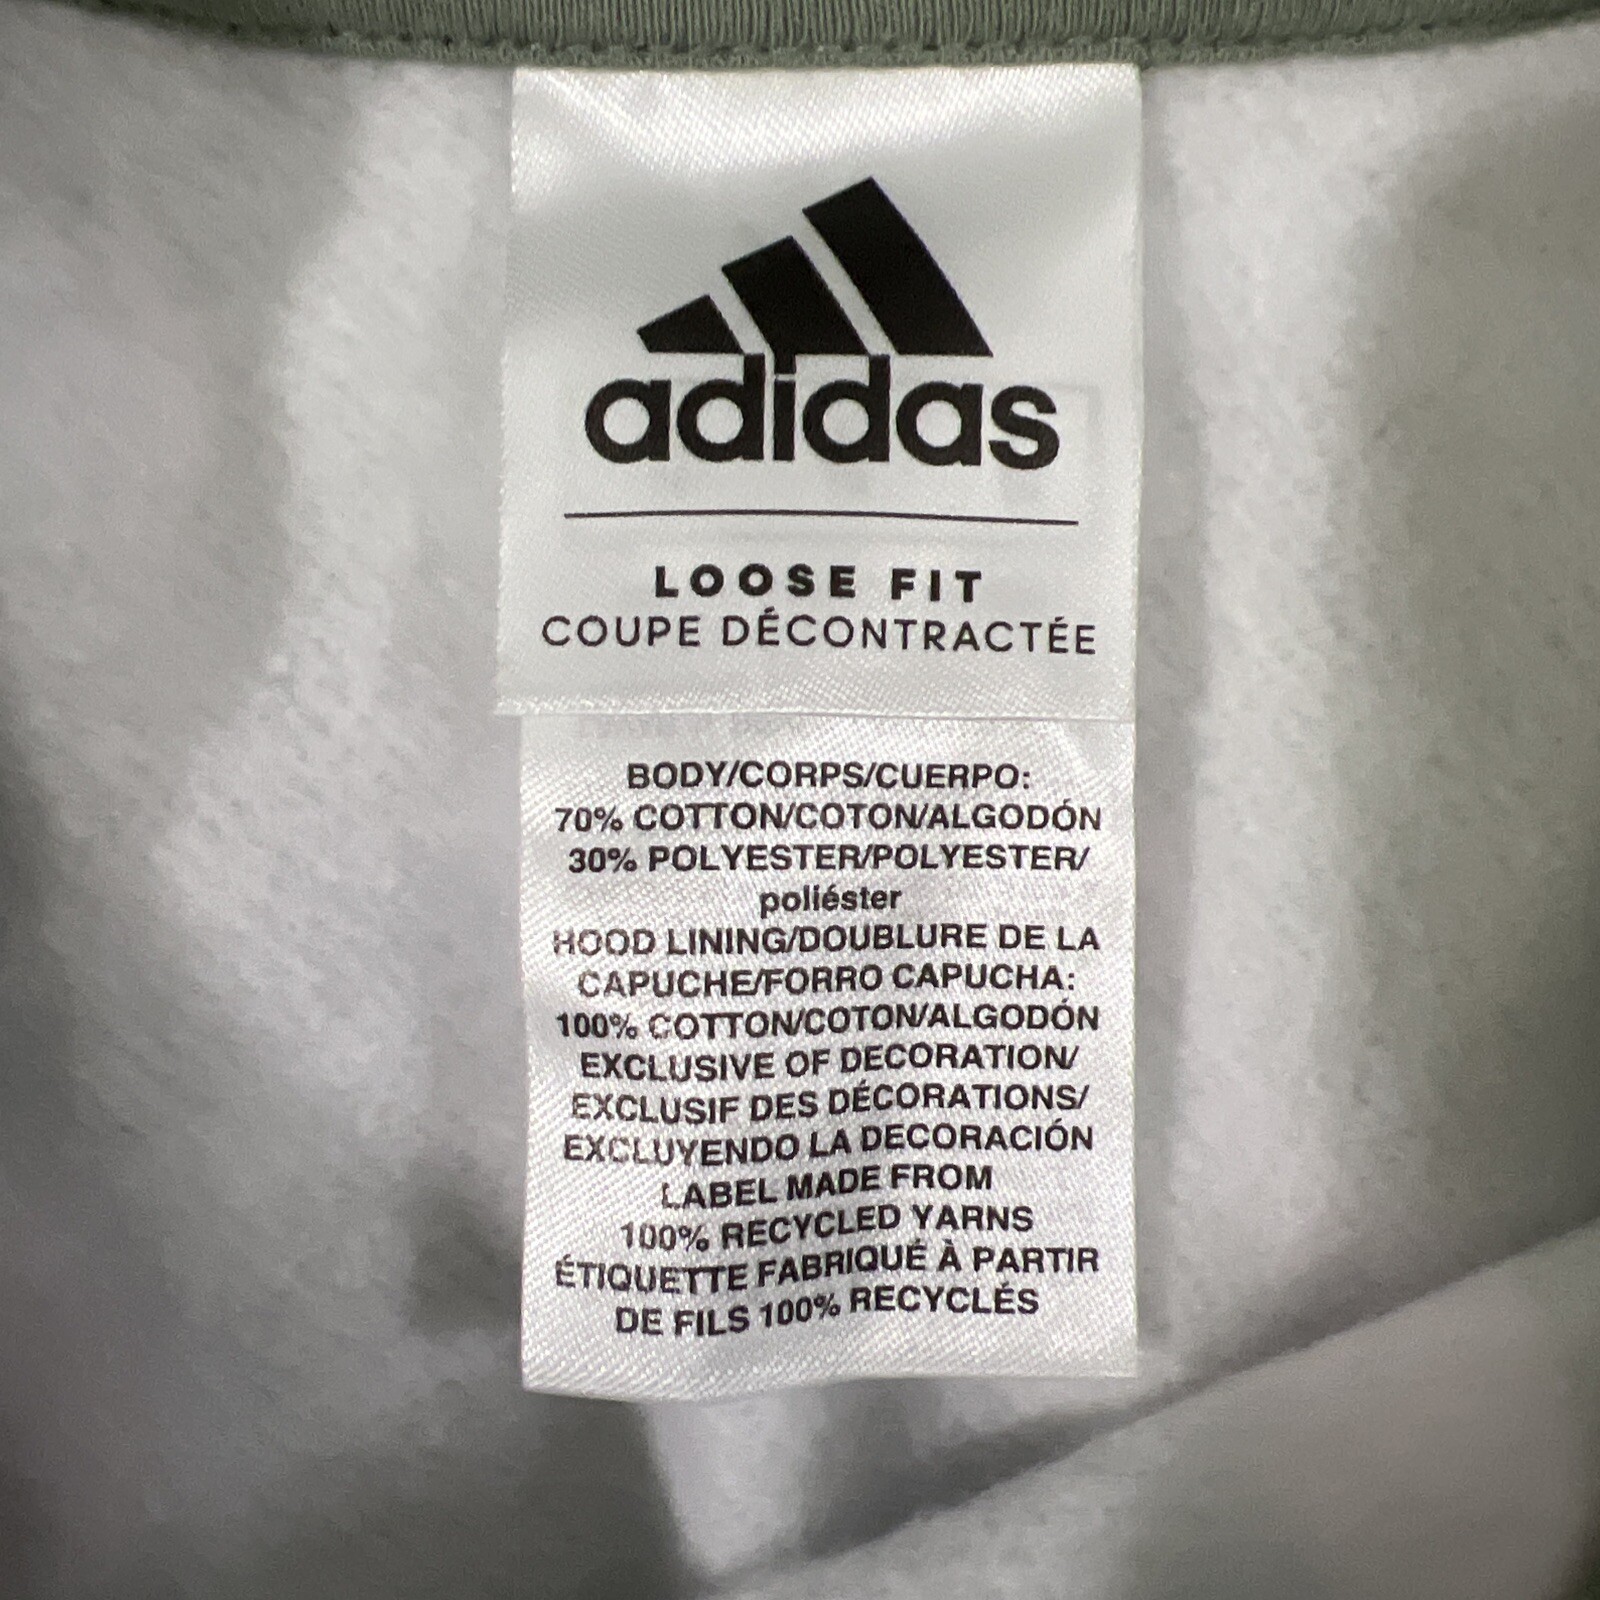 adidas
LOOSE FIT
COUPE DÉCONTRACTÉE
BODY/CORPS/CUERPO:
70% COTTON/COTON/ALGODÓN
30% POLYESTER/POLYESTER/
poliéster
HOOD LINING/DOUBLURE DE LA
CAPUCHE/FORRO CAPUCHA:
100% COTTON/COTON/ALGODÓN
EXCLUSIVE OF DECORATION/
EXCLUSIF DES DÉCORATIONS/
EXCLUYENDO LA DECORACIÓN
LABEL MADE FROM
100% RECYCLED YARNS
ÉTIQUETTE FABRIQUÉ À PARTIR
DE FILS 100% RECYCLÉS